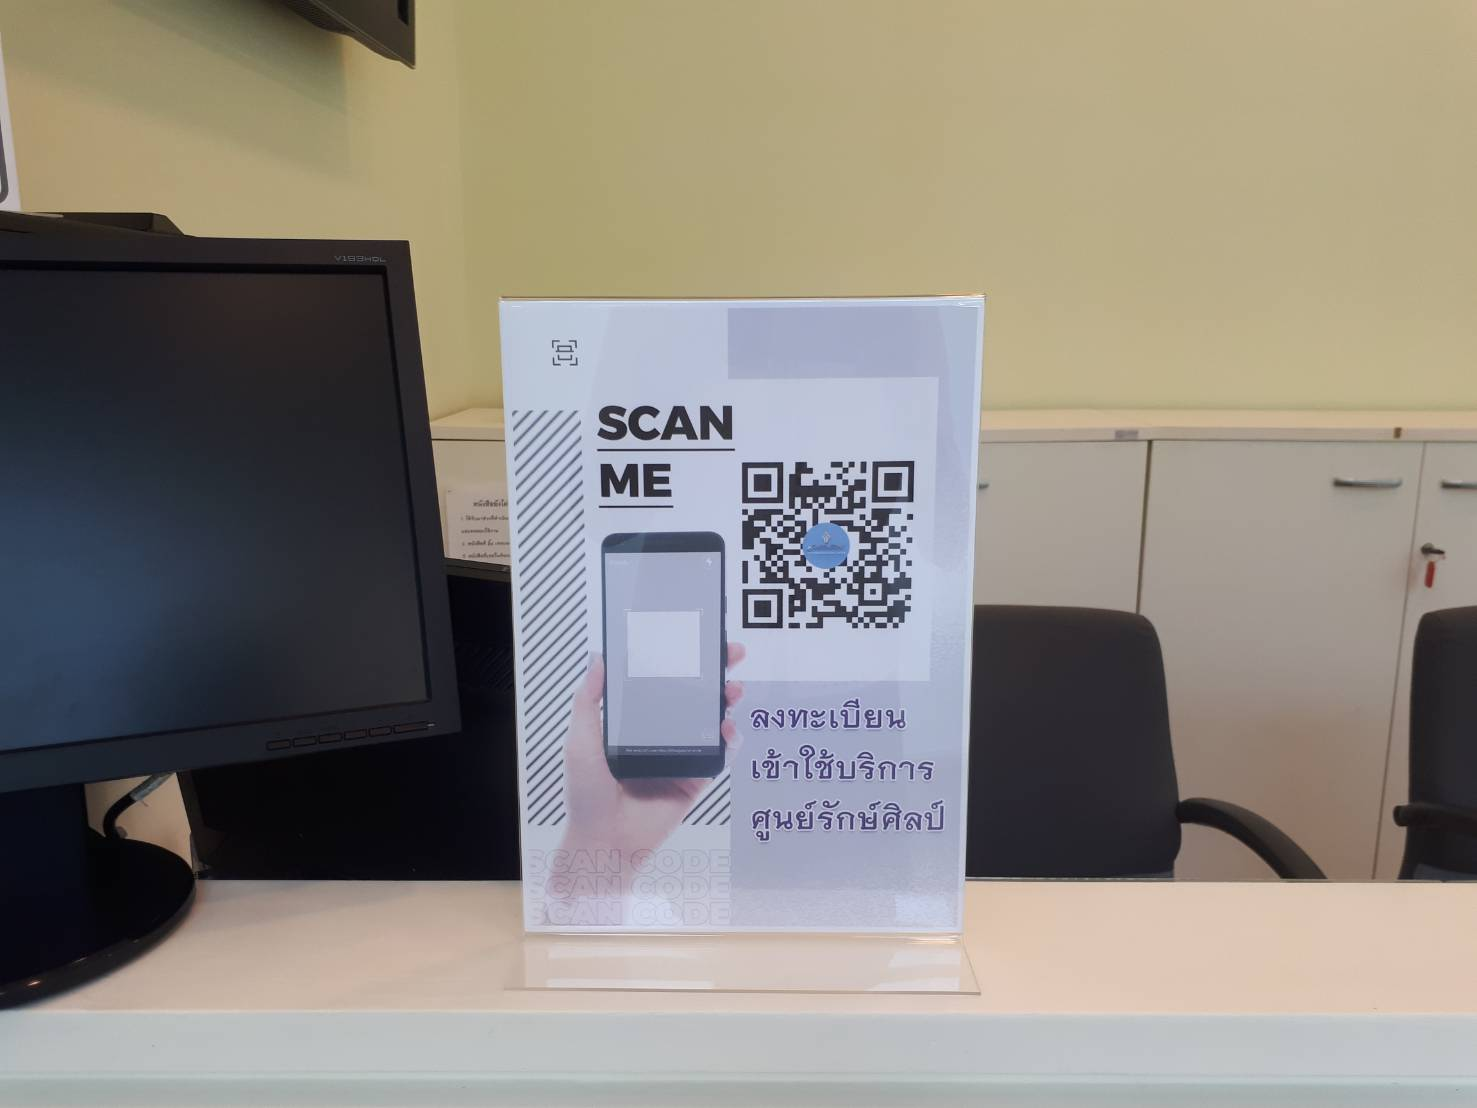 V193HQL
SCAN
ME
ลงทะเบียน
เข้าใช้บริการ
ศูนย์รักษ์ศิลป์
SCAN CODE
SCAN CODE
SCAN CODE